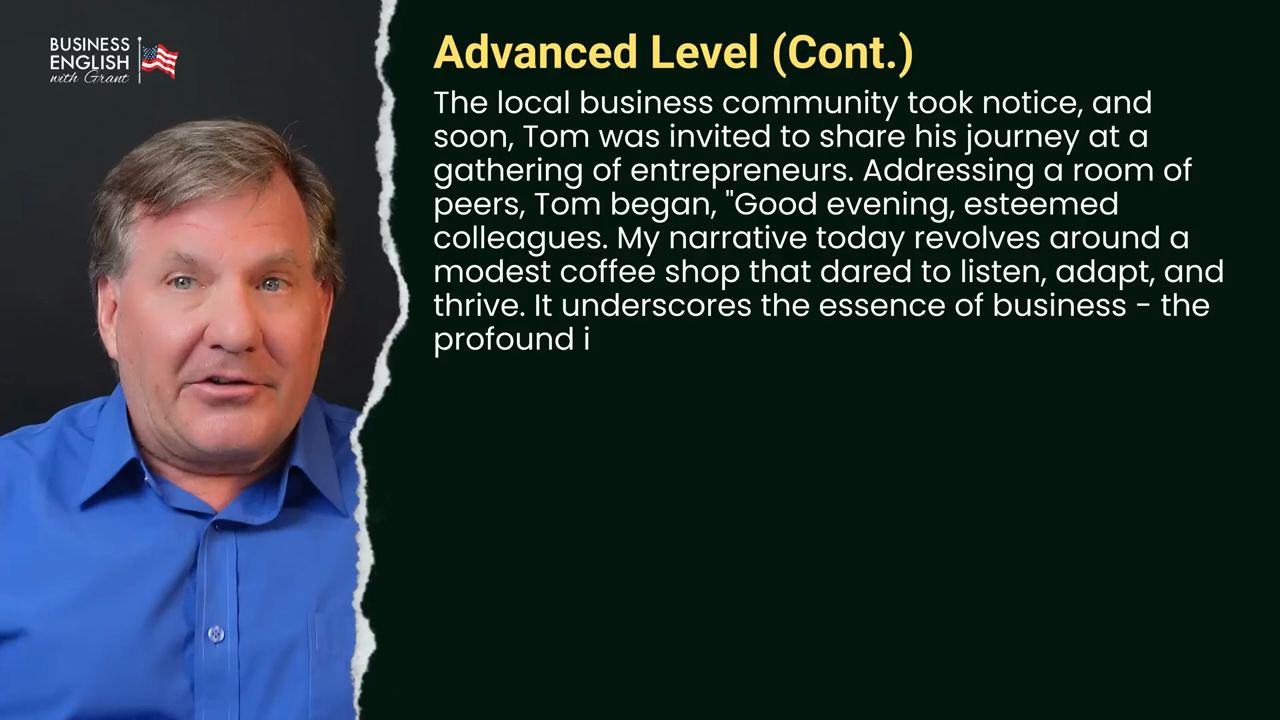 BUSINESS
ENGLISH
with Grant
Advanced Level (Cont.)
The local business community took notice, and
soon, Tom was invited to share his journey at a
gathering of entrepreneurs. Addressing a room of
peers, Tom began, "Good evening, esteemed
colleagues. My narrative today revolves around a
modest coffee shop that dared to listen, adapt, and
thrive. It underscores the essence of business - the
profound i